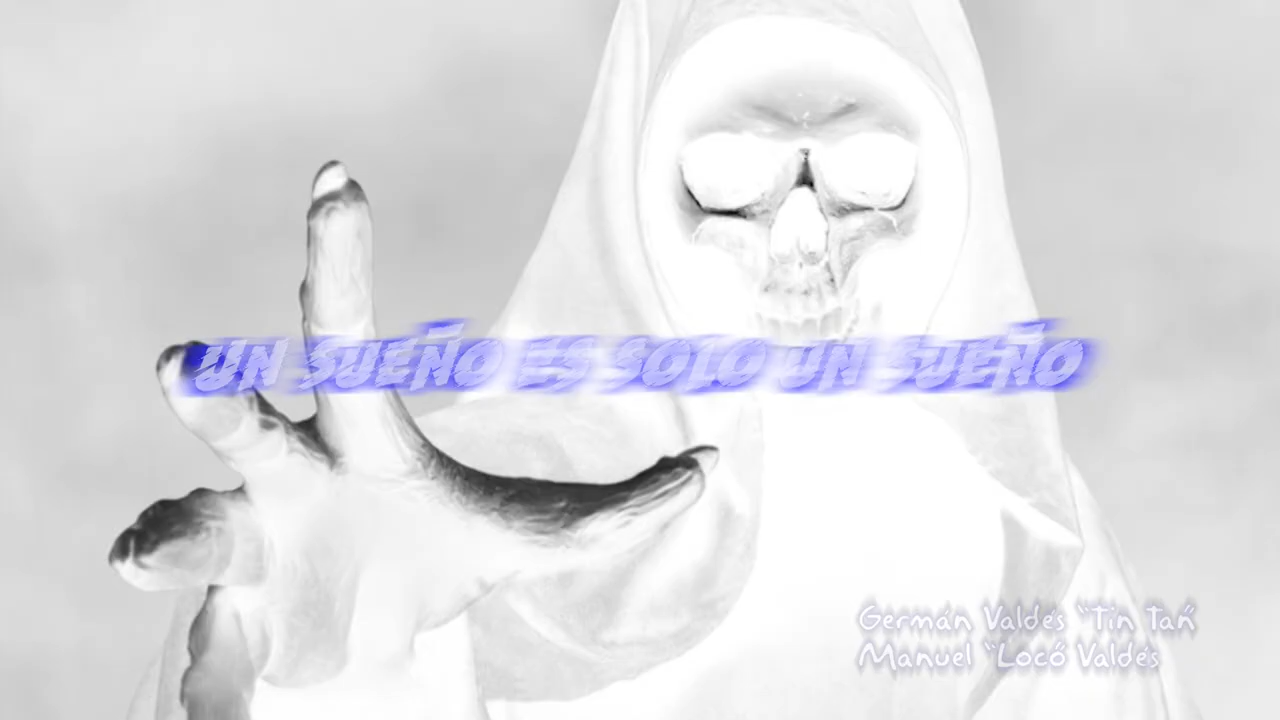 UN SUEÑO ES SOLO UN SUEÑO
Germán Valdés "Tin Tan"
Manuel "Loco" Valdés